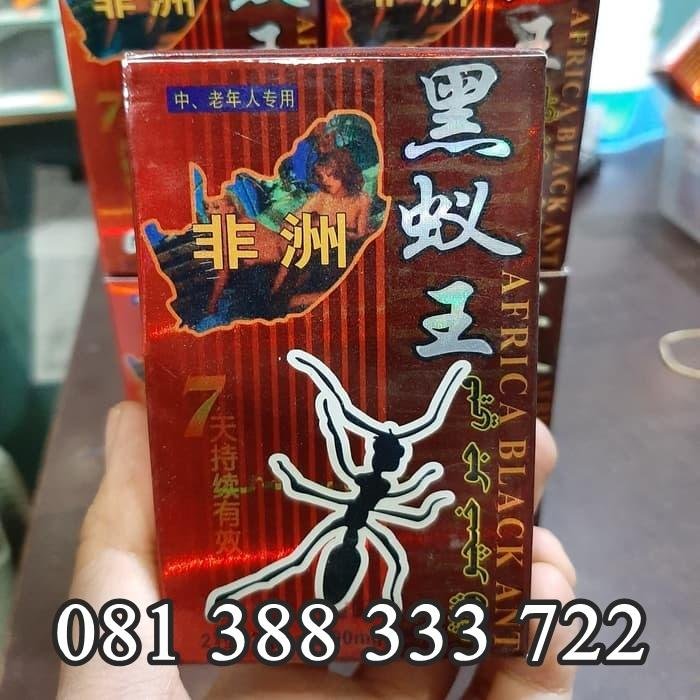 中、老年人专用
非洲
黑蚁王
AFRICA BLACK ANT
7天持续有效
081 388 333 722